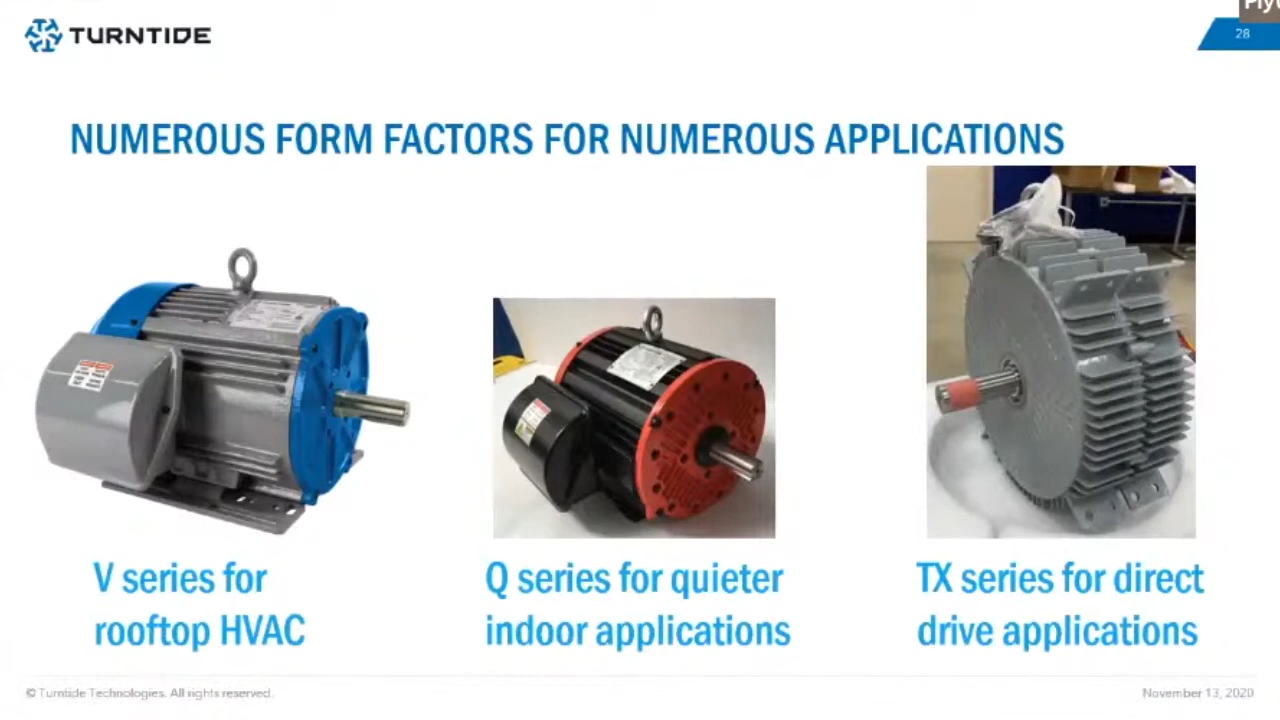 TURNTIDE
28
NUMEROUS FORM FACTORS FOR NUMEROUS APPLICATIONS
V series for
rooftop HVAC
Q series for quieter
indoor applications
TX series for direct
drive applications
© Turntide Technologies. All rights reserved.
November 13, 2020